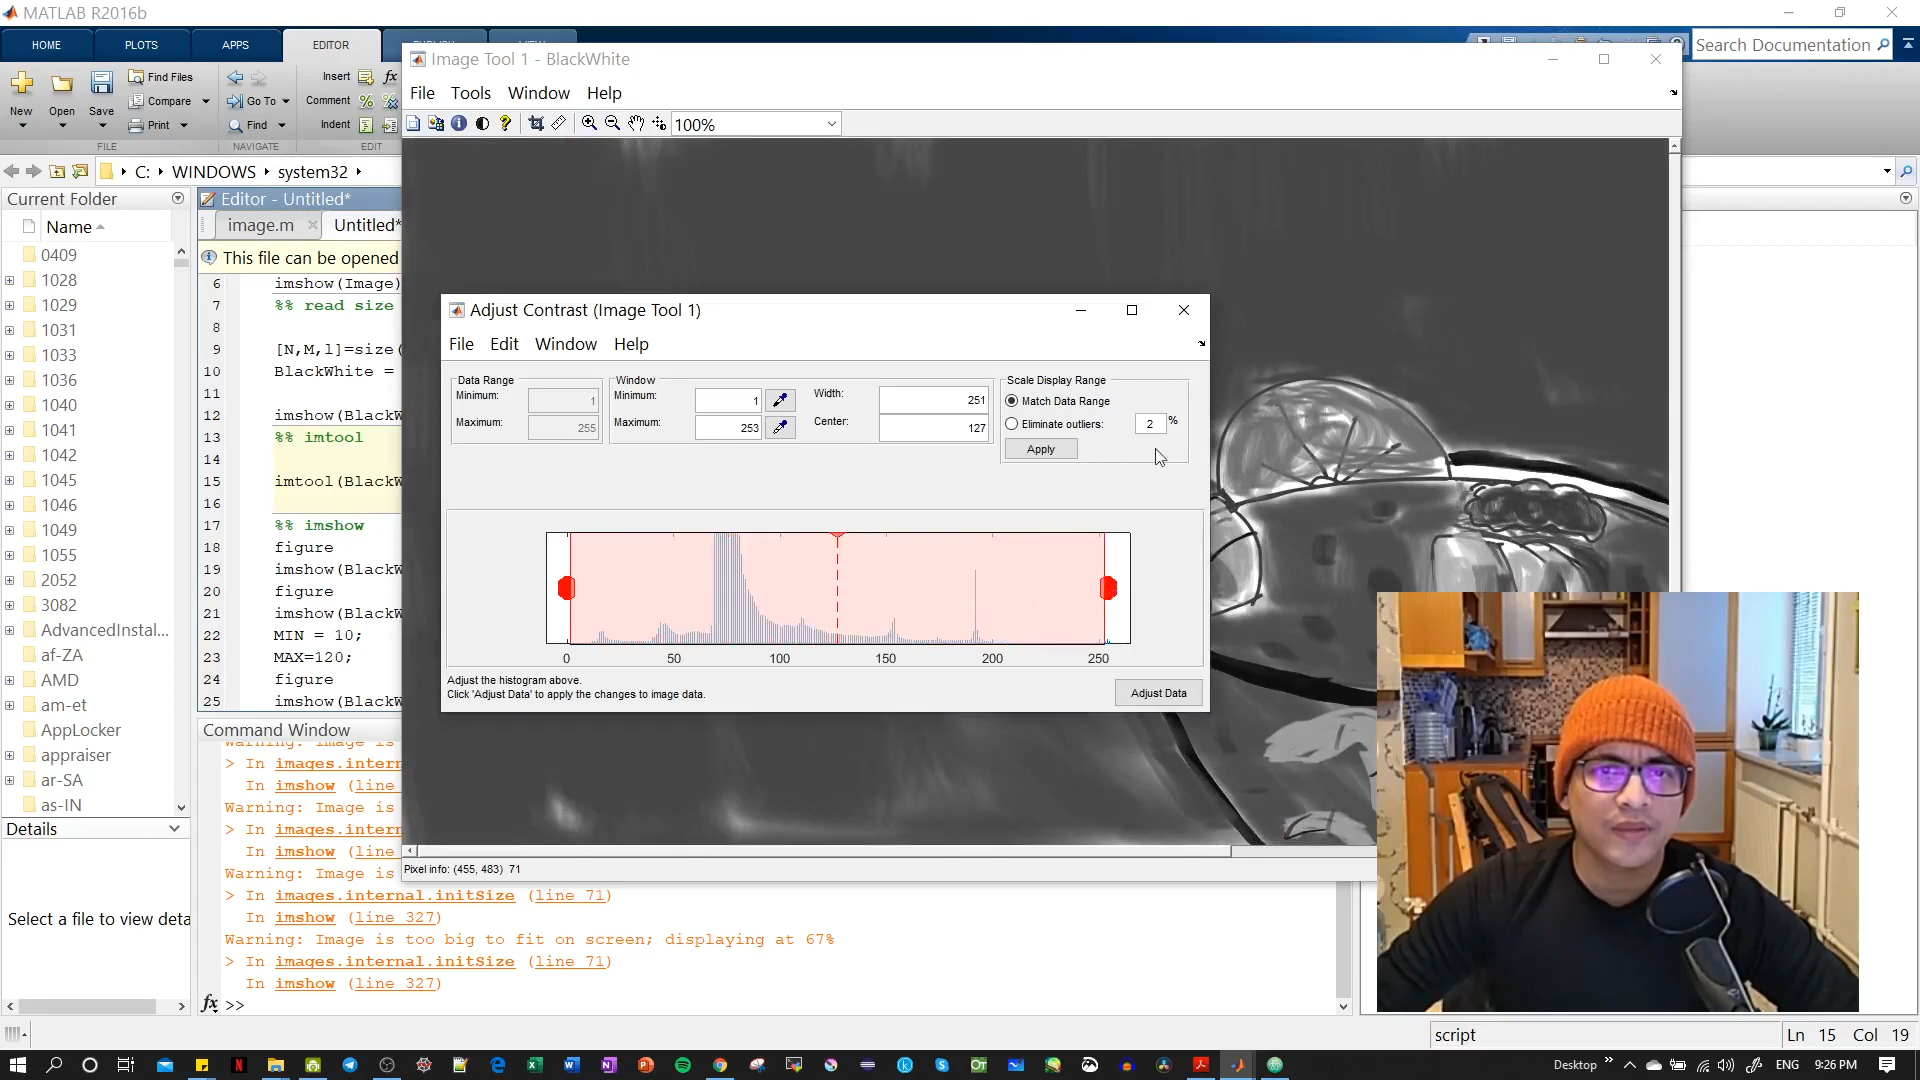 MATLAB R2016b
HOME PLOTS APPS EDITOR
Search Documentation
Image Tool 1 - BlackWhite
File Tools Window Help
100%
New Open Save
Find Files
Compare
Print
Go To
Find
Insert
Comment
Indent
FILE NAVIGATE EDIT
C: WINDOWS system32
Current Folder
Name
0409
1028
1029
1031
1033
1036
1040
1041
1042
1045
1046
1049
1055
2052
3082
AdvancedInstal...
af-ZA
AMD
am-et
AppLocker
appraiser
ar-SA
as-IN
Details
Select a file to view deta
Editor - Untitled*
image.m Untitled*
This file can be opened
6 imshow(Image)
7 %% read size
8
9 [N,M,l]=size(
10 BlackWhite =
11
12 imshow(BlackW
13 %% imtool
14
15 imtool(BlackW
16
17 %% imshow
18 figure
19 imshow(BlackW
20 figure
21 imshow(BlackW
22 MIN = 10;
23 MAX=120;
24 figure
25 imshow(BlackW
Adjust Contrast (Image Tool 1)
File Edit Window Help
Data Range
Minimum: 1
Maximum: 255
Window
Minimum: 1
Maximum: 253
Width: 251
Center: 127
Scale Display Range
Match Data Range
Eliminate outliers: 2 %
Apply
0 50 100 150 200 250
Adjust the histogram above.
Click 'Adjust Data' to apply the changes to image data.
Adjust Data
Pixel info: (455, 483) 71
Command Window
Warning: Image is
> In images.intern
In imshow (line
Warning: Image is
> In images.intern
In imshow (line
Warning: Image is
> In images.internal.initSize (line 71)
In imshow (line 327)
Warning: Image is too big to fit on screen; displaying at 67%
> In images.internal.initSize (line 71)
In imshow (line 327)
fx >>
script Ln 15 Col 19
Desktop ENG 9:26 PM